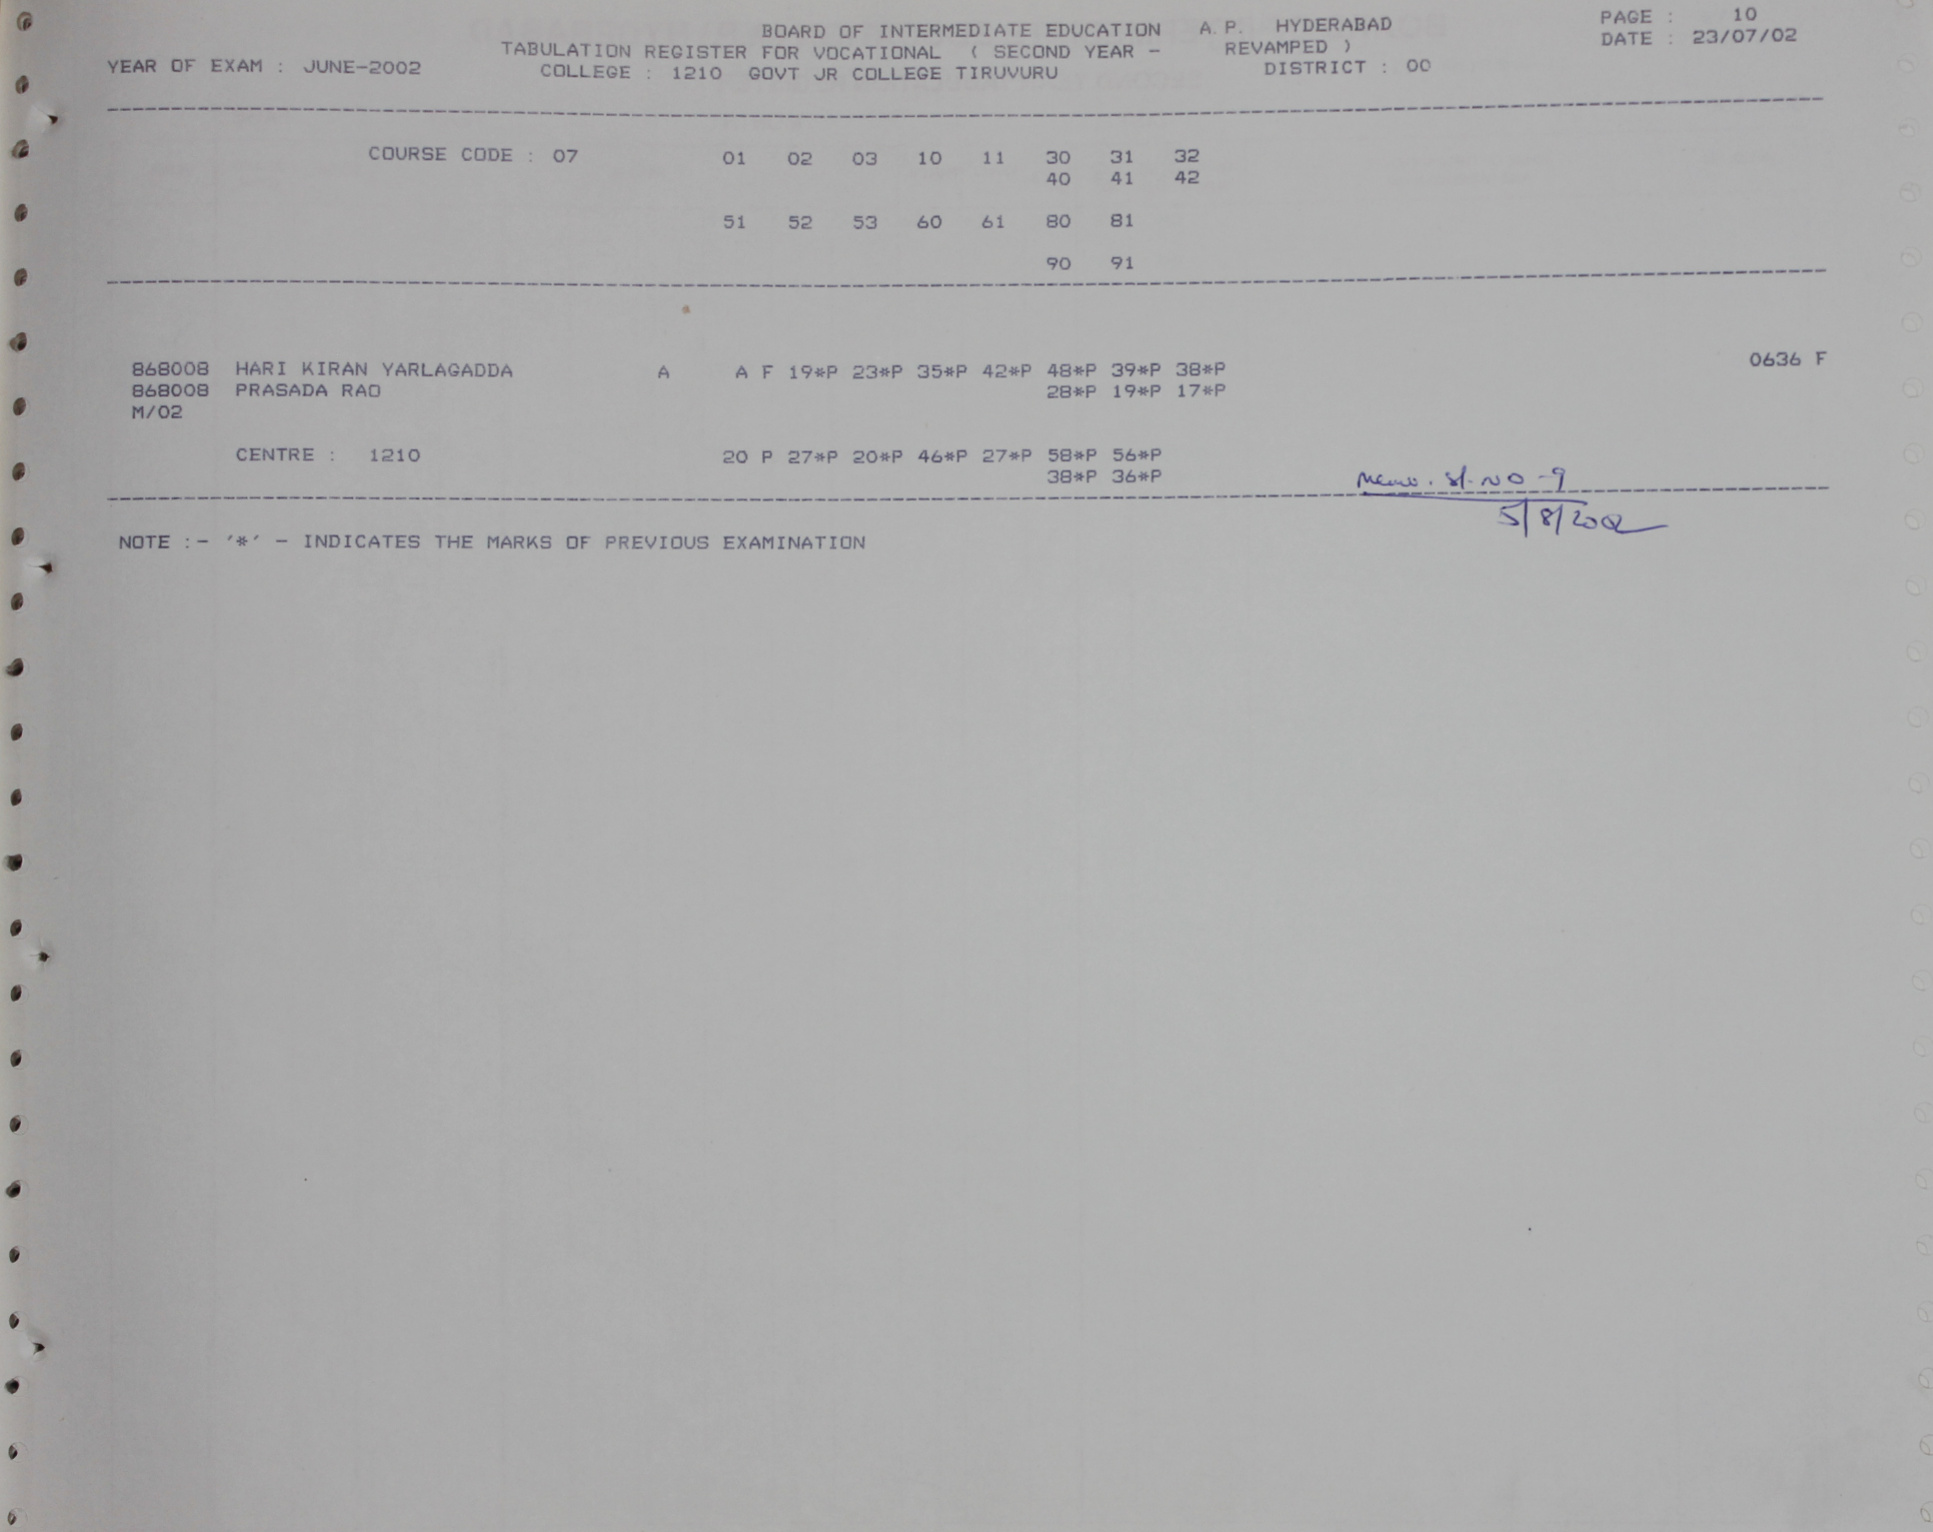 BOARD OF INTERMEDIATE EDUCATION A.P. HYDERABAD PAGE : 10
TABULATION REGISTER FOR VOCATIONAL ( SECOND YEAR - REVAMPED ) DATE : 23/07/02
YEAR OF EXAM : JUNE-2002 COLLEGE : 1210 GOVT JR COLLEGE TIRUVURU DISTRICT : 00
COURSE CODE : 07 01 02 03 10 11 30 31 32
40 41 42
51 52 53 60 61 80 81
90 91
868008 HARI KIRAN YARLAGADDA A A F 19*P 23*P 35*P 42*P 48*P 39*P 38*P 0636 F
868008 PRASADA RAO 28*P 19*P 17*P
M/02
CENTRE : 1210 20 P 27*P 20*P 46*P 27*P 58*P 56*P
38*P 36*P
Memo. Sl. NO - 9
5/8/2002
NOTE :- '*' - INDICATES THE MARKS OF PREVIOUS EXAMINATION